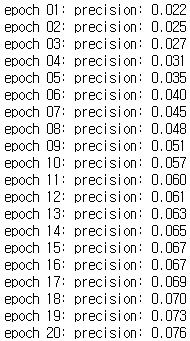 epoch 01: precision: 0.022
epoch 02: precision: 0.025
epoch 03: precision: 0.027
epoch 04: precision: 0.031
epoch 05: precision: 0.035
epoch 06: precision: 0.040
epoch 07: precision: 0.045
epoch 08: precision: 0.048
epoch 09: precision: 0.051
epoch 10: precision: 0.057
epoch 11: precision: 0.060
epoch 12: precision: 0.061
epoch 13: precision: 0.063
epoch 14: precision: 0.065
epoch 15: precision: 0.067
epoch 16: precision: 0.067
epoch 17: precision: 0.069
epoch 18: precision: 0.070
epoch 19: precision: 0.073
epoch 20: precision: 0.076